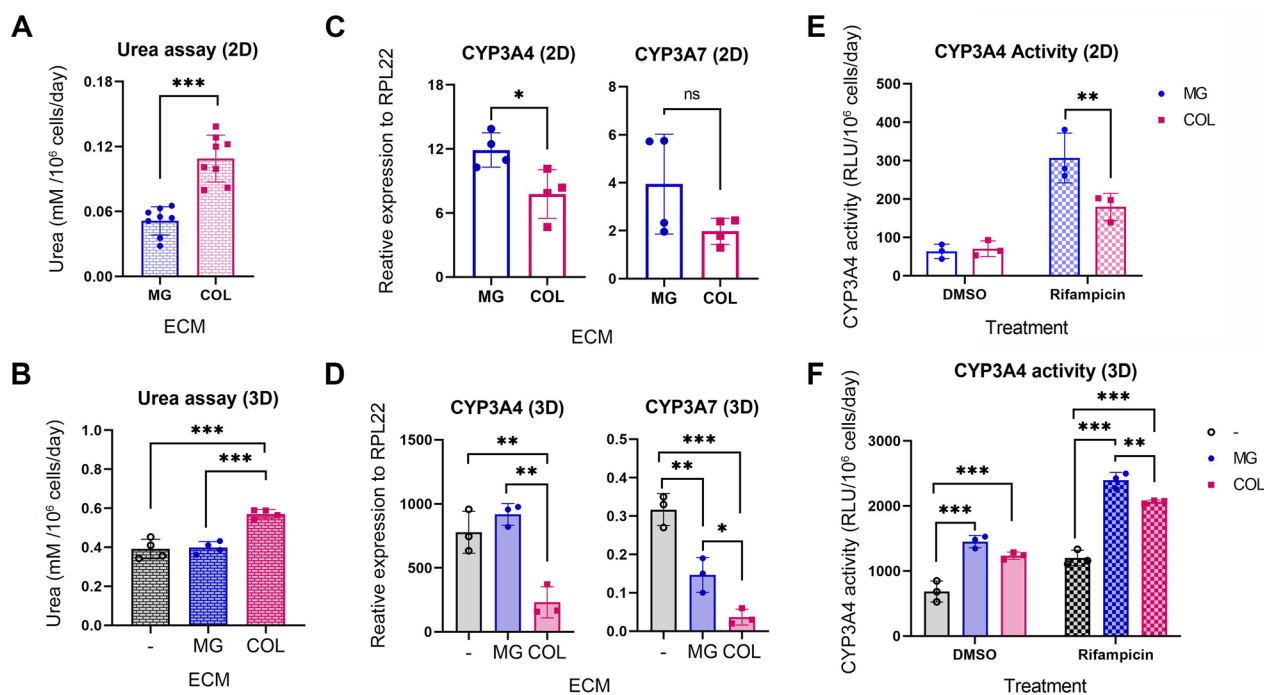 A
Urea assay (2D)
Urea (mM /10⁶ cells/day)
0.18
0.12
0.06
0.00
***
MG
COL
ECM
C
CYP3A4 (2D)
CYP3A7 (2D)
Reative expression to RPL22
18
12
6
0
*
MG
COL
8
6
4
2
0
ns
MG
COL
ECM
E
CYP3A4 Activity (2D)
CYP3A4 activity (RLU/10⁶ cells/day)
500
400
300
200
100
0
**
MG
COL
DMSO
Rifampicin
Treatment
B
Urea assay (3D)
Urea (mM /10⁶ cells/day)
1.0
0.8
0.6
0.4
0.2
0.0
***
***
-
MG
COL
ECM
D
CYP3A4 (3D)
CYP3A7 (3D)
Reative expression to RPL22
1500
1000
500
0
**
**
-
MG
COL
0.5
0.4
0.3
0.2
0.1
0.0
***
**
*
-
MG
COL
ECM
F
CYP3A4 activity (3D)
CYP3A4 activity (RLU/10⁶ cells/day)
3000
2000
1000
0
***
***
***
***
**
-
MG
COL
DMSO
Rifampicin
Treatment